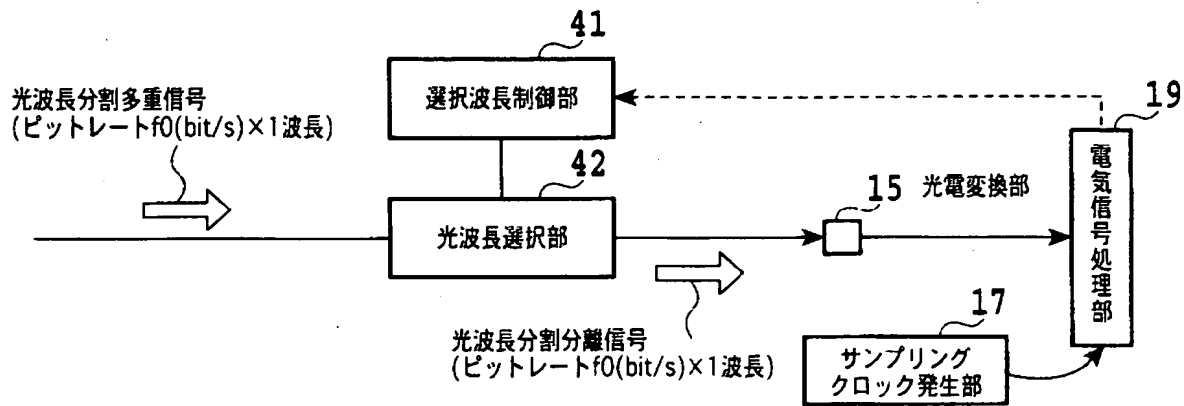 41
選択波長制御部
光波長分割多重信号
(ピットレートf0(bit/s)×1波長)
19
電気信号処理部
42
光波長選択部
15 光電変換部
光波長分割分離信号
(ピットレートf0(bit/s)×1波長)
17
サンプリング
クロック発生部